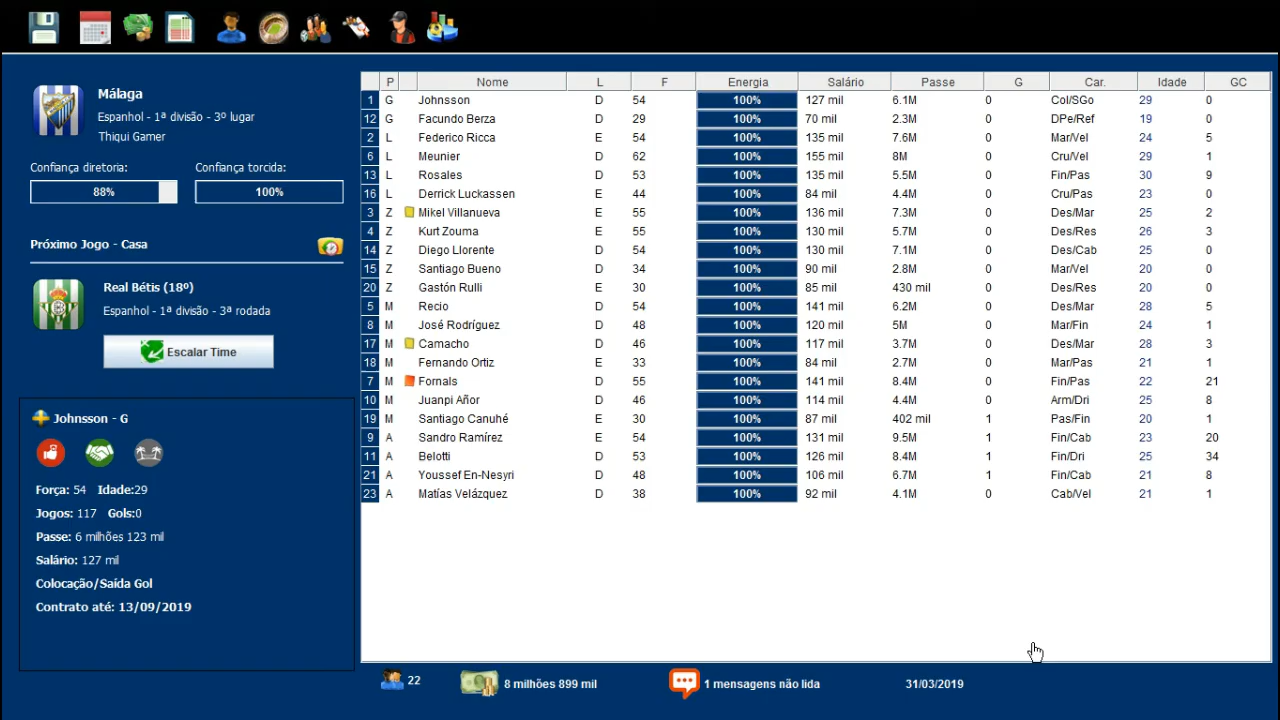 Málaga
Espanhol - 1ª divisão - 3º lugar
Thiqui Gamer
Confiança diretoria: Confiança torcida:
88% 100%
Próximo Jogo - Casa
Real Bétis (18º)
Espanhol - 1ª divisão - 3ª rodada
Escalar Time
Johnsson - G
Força: 54 Idade:29
Jogos: 117 Gols:0
Passe: 6 milhões 123 mil
Salário: 127 mil
Colocação/Saída Gol
Contrato até: 13/09/2019
P Nome L F Energia Salário Passe G Car. Idade GC
1 G Johnsson D 54 100% 127 mil 6.1M 0 Col/SGo 29 0
12 G Facundo Berza D 29 100% 70 mil 2.3M 0 DPe/Ref 19 0
2 L Federico Ricca E 54 100% 135 mil 7.6M 0 Mar/Vel 24 5
6 L Meunier D 62 100% 155 mil 8M 0 Cru/Vel 29 1
13 L Rosales D 53 100% 135 mil 5.5M 0 Fin/Pas 30 9
16 L Derrick Luckassen E 44 100% 84 mil 4.4M 0 Cru/Pas 23 0
3 Z Mikel Villanueva E 55 100% 136 mil 7.3M 0 Des/Mar 25 2
4 Z Kurt Zouma E 55 100% 130 mil 5.7M 0 Des/Res 26 3
14 Z Diego Llorente D 54 100% 130 mil 7.1M 0 Des/Cab 25 0
15 Z Santiago Bueno D 34 100% 90 mil 2.8M 0 Mar/Vel 20 0
20 Z Gastón Rulli E 30 100% 85 mil 430 mil 0 Des/Res 20 0
5 M Recio D 54 100% 141 mil 6.2M 0 Des/Mar 28 5
8 M José Rodríguez D 48 100% 120 mil 5M 0 Mar/Fin 24 1
17 M Camacho D 46 100% 117 mil 3.7M 0 Des/Mar 28 3
18 M Fernando Ortiz E 33 100% 84 mil 2.7M 0 Mar/Pas 21 1
7 M Fornals D 55 100% 141 mil 8.4M 0 Fin/Pas 22 21
10 M Juanpi Añor D 46 100% 114 mil 4.4M 0 Arm/Dri 25 8
19 M Santiago Canuhé E 30 100% 87 mil 402 mil 1 Pas/Fin 20 1
9 A Sandro Ramírez E 54 100% 131 mil 9.5M 1 Fin/Cab 23 20
11 A Belotti D 53 100% 126 mil 8.4M 1 Fin/Dri 25 34
21 A Youssef En-Nesyri D 48 100% 106 mil 6.7M 1 Fin/Cab 21 8
23 A Matías Velázquez D 38 100% 92 mil 4.1M 0 Cab/Vel 21 1
22 8 milhões 899 mil 1 mensagens não lida 31/03/2019